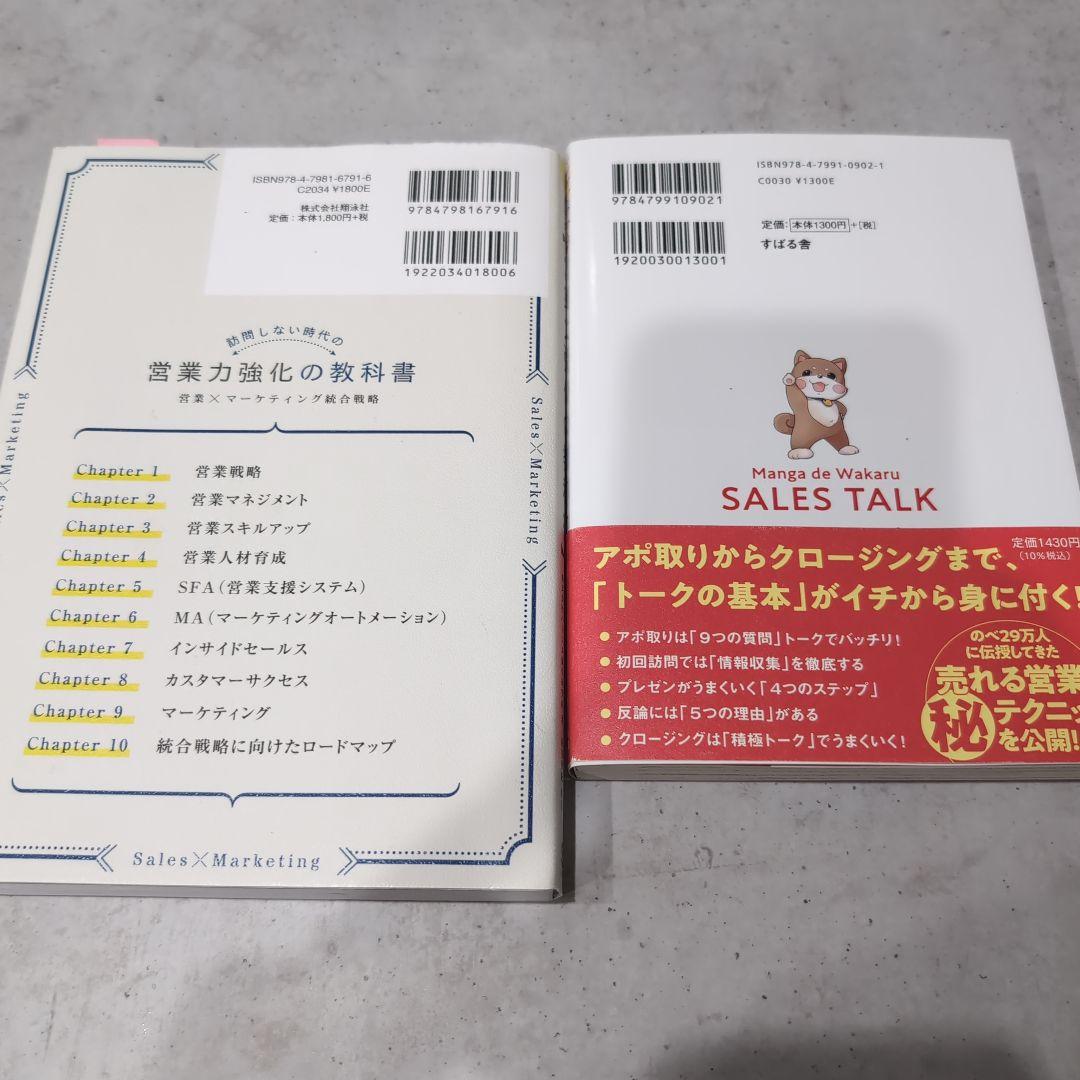 ISBN978-4-7981-6791-6
C2034 ¥1800E
株式会社翔泳社
定価：本体1,800円+税
9784798167916
1922034018006
訪問しない時代の
営業力強化の教科書
営業×マーケティング統合戦略
Chapter 1 営業戦略
Chapter 2 営業マネジメント
Chapter 3 営業スキルアップ
Chapter 4 営業人材育成
Chapter 5 SFA（営業支援システム）
Chapter 6 MA（マーケティングオートメーション）
Chapter 7 インサイドセールス
Chapter 8 カスタマーサクセス
Chapter 9 マーケティング
Chapter 10 統合戦略に向けたロードマップ
Sales×Marketing
les×Marketing
Sales×Marketing
9784799109021
1920030013001
ISBN978-4-7991-0902-1
C0030 ¥1300E
定価：本体1300円+[税]
すばる舎
Manga de Wakaru
SALES TALK
アポ取りからクロージングまで、
「トークの基本」がイチから身に付く！
定価1430円
（10%税込）
●アポ取りは「9つの質問」トークでバッチリ！
●初回訪問では「情報収集」を徹底する
●プレゼンがうまくいく「4つのステップ」
●反論には「5つの理由」がある
●クロージングは「積極トーク」でうまくいく！
のべ29万人
に伝授してきた
売れる営業
秘テクニッ
を公開！